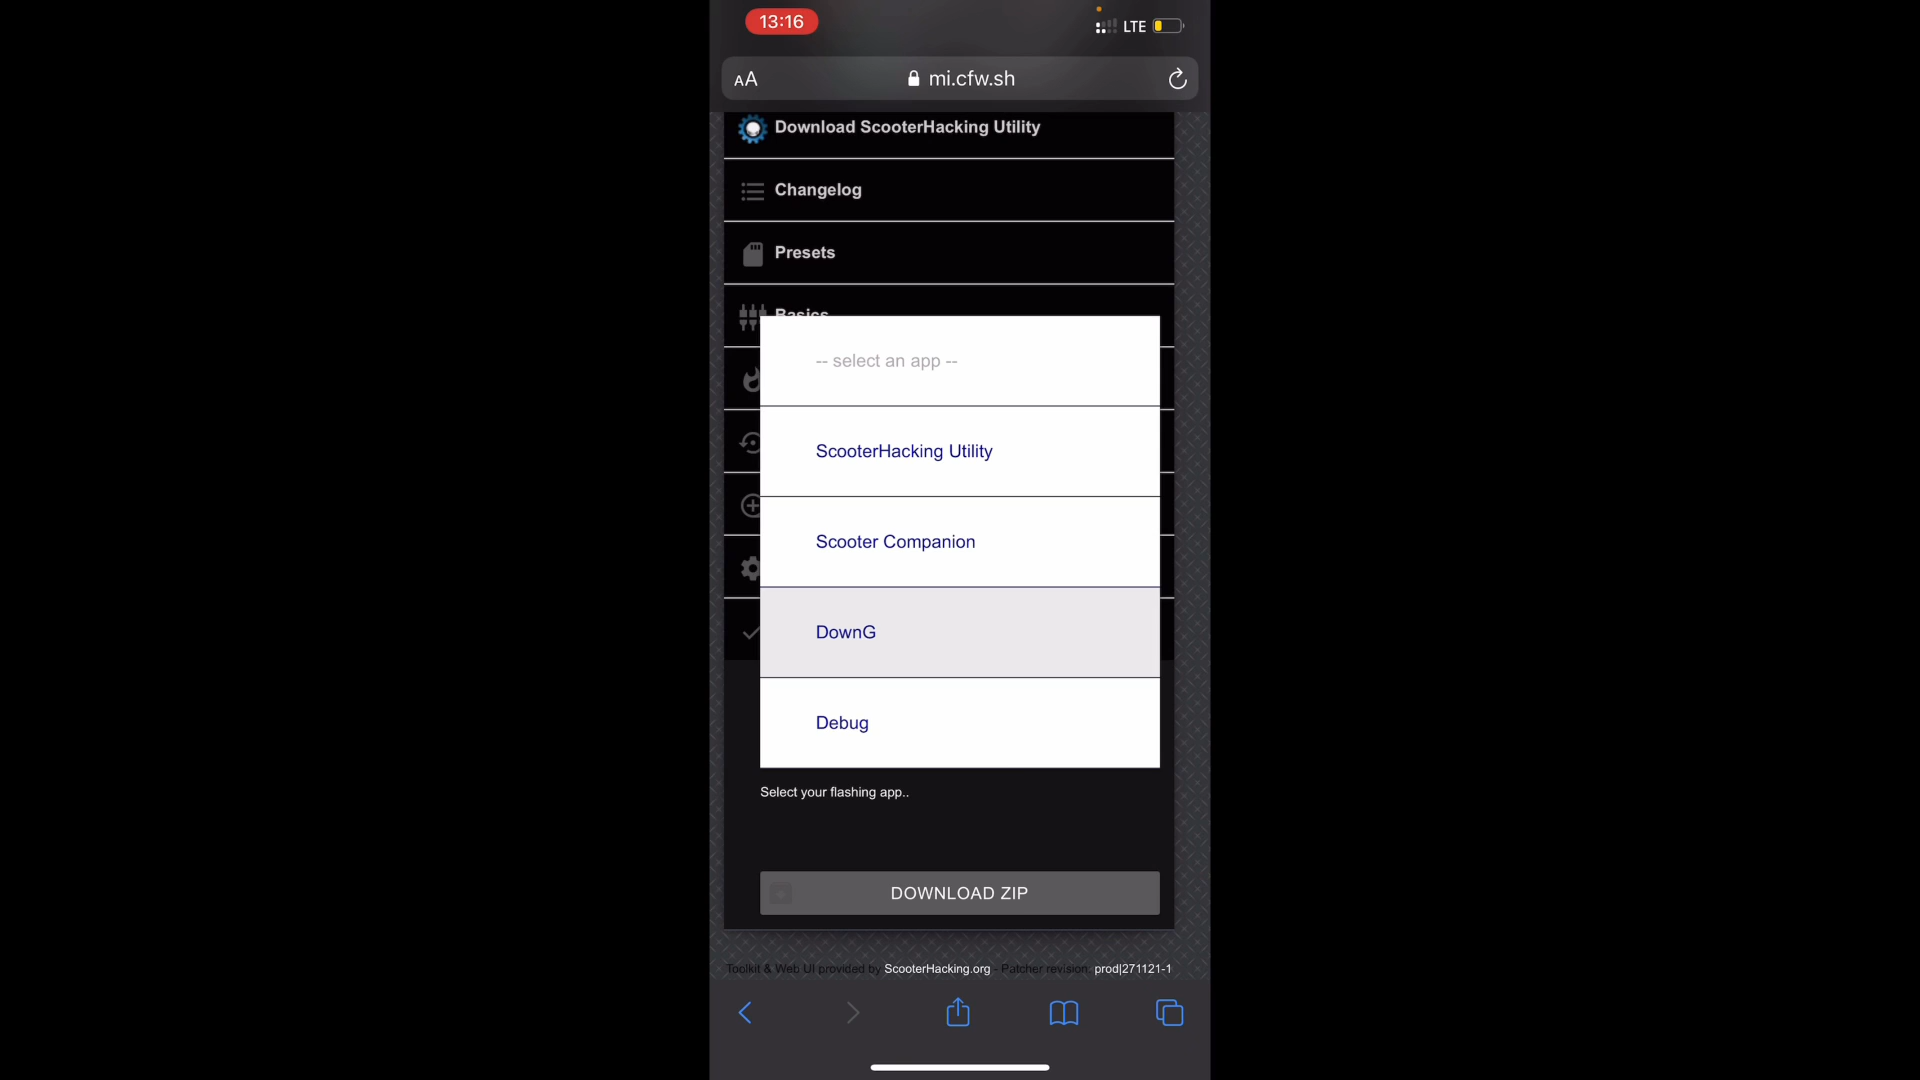 13:16
LTE
AA
mi.cfw.sh
Download ScooterHacking Utility
Changelog
Presets
Basics
-- select an app --
ScooterHacking Utility
Scooter Companion
DownG
Debug
Select your flashing app..
DOWNLOAD ZIP
Toolkit & Web UI provided by ScooterHacking.org - Patcher revision: prod|271121-1